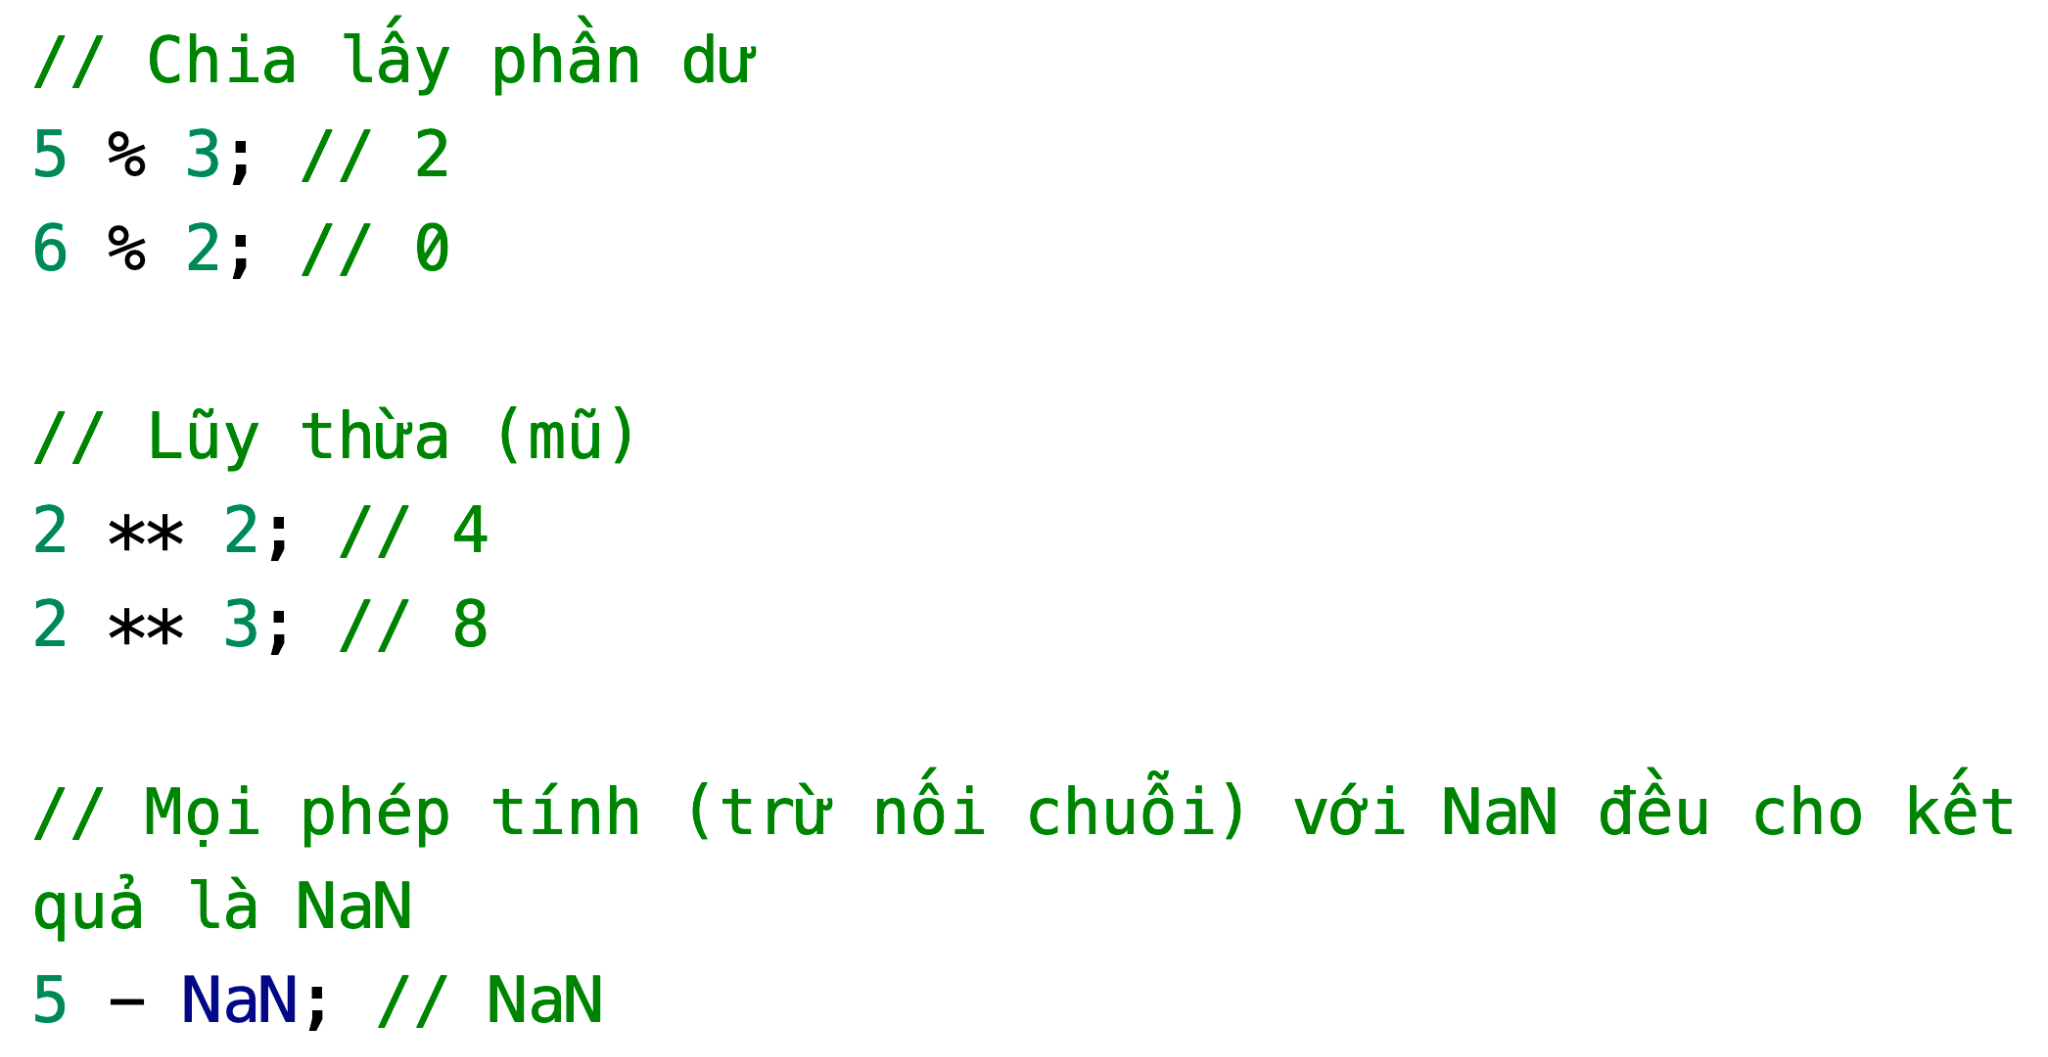 // Chia lấy phần dư
5 % 3; // 2
6 % 2; // 0
// Lũy thừa (mũ)
2 ** 2; // 4
2 ** 3; // 8
// Mọi phép tính (trừ nối chuỗi) với NaN đều cho kết
quả là NaN
5 - NaN; // NaN